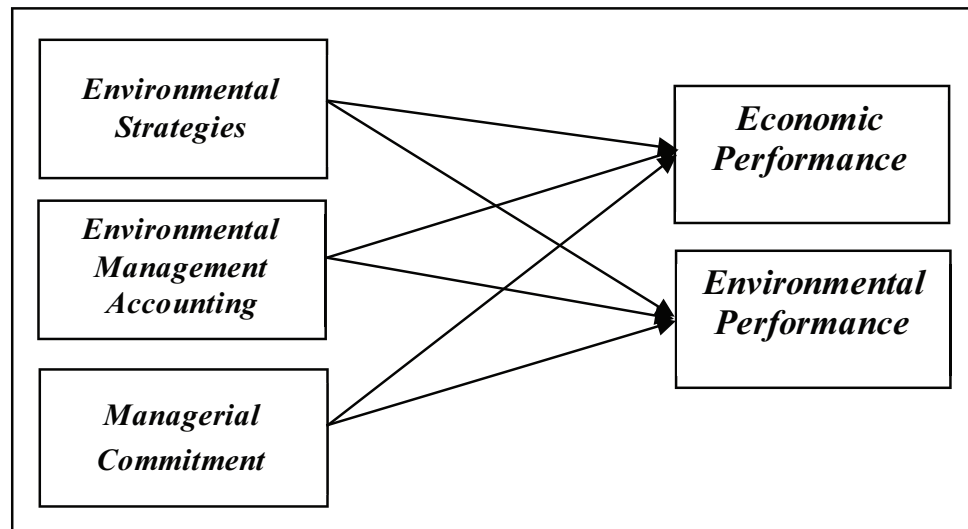 Environmental
Strategies
Environmental
Management
Accounting
Managerial
Commitment
Economic
Performance
Environmental
Performance